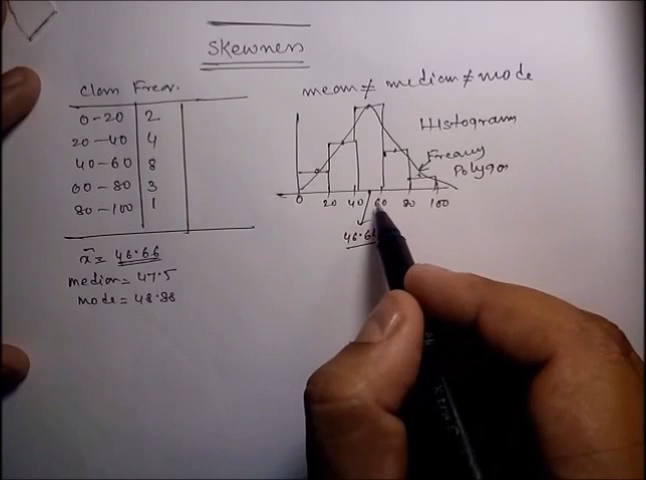 Skewness
Class Frequ.
0-20 2
20-40 4
40-60 8
60-80 3
80-100 1
x̄ = 46.66
median = 47.5
mode = 48.88
mean ≠ median ≠ mode
Histogram
Frequency
Polygon
0 20 40 60 80 100
46.66